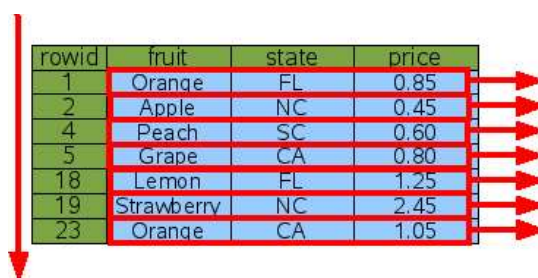 rowid fruit state price
1 Orange FL 0.85
2 Apple NC 0.45
4 Peach SC 0.60
5 Grape CA 0.80
18 Lemon FL 1.25
19 Strawberry NC 2.45
23 Orange CA 1.05